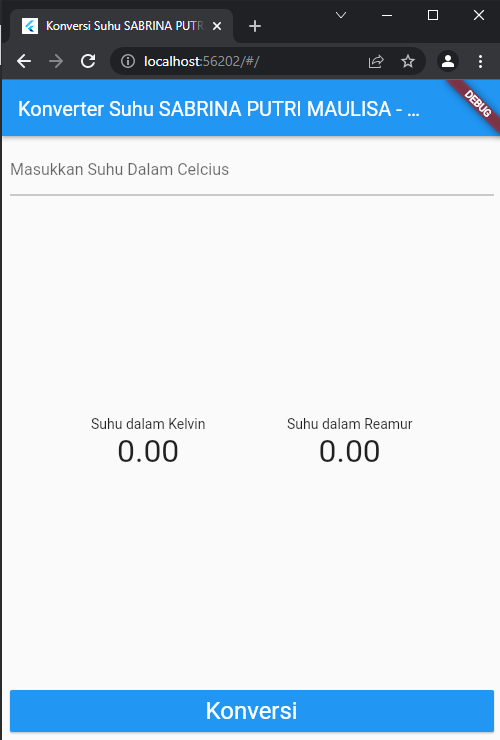 Konversi Suhu SABRINA PUTR
localhost:56202/#/
Konverter Suhu SABRINA PUTRI MAULISA - ...
DEBUG
Masukkan Suhu Dalam Celcius
Suhu dalam Kelvin
0.00
Suhu dalam Reamur
0.00
Konversi